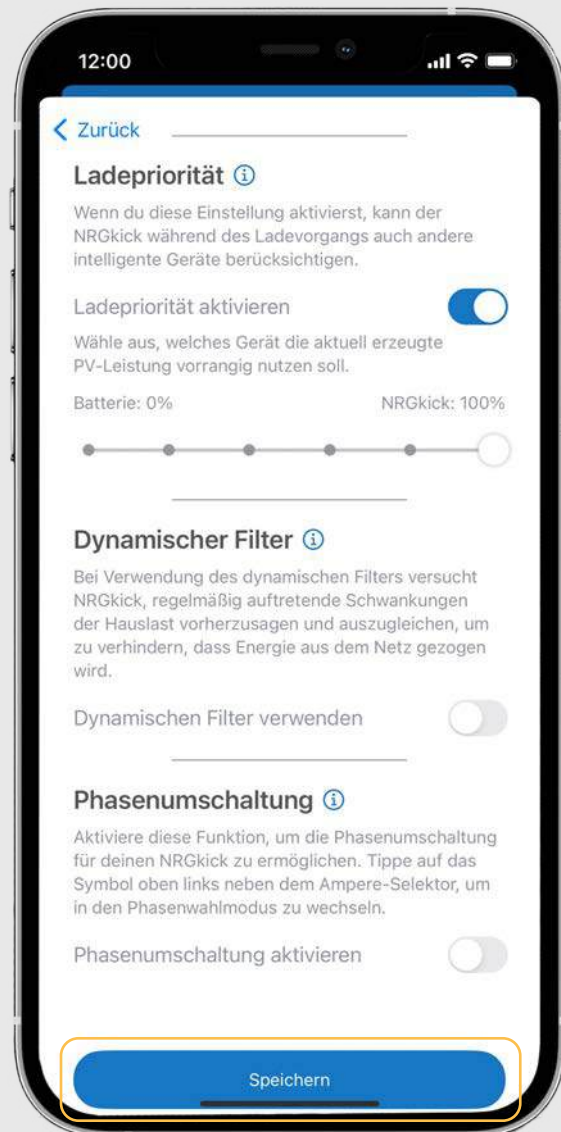 12:00
Zurück
Ladepriorität
Wenn du diese Einstellung aktivierst, kann der
NRGkick während des Ladevorgangs auch andere
intelligente Geräte berücksichtigen.
Ladepriorität aktivieren
Wähle aus, welches Gerät die aktuell erzeugte
PV-Leistung vorrangig nutzen soll.
Batterie: 0% NRGkick: 100%
Dynamischer Filter
Bei Verwendung des dynamischen Filters versucht
NRGkick, regelmäßig auftretende Schwankungen
der Hauslast vorherzusagen und auszugleichen, um
zu verhindern, dass Energie aus dem Netz gezogen
wird.
Dynamischen Filter verwenden
Phasenumschaltung
Aktiviere diese Funktion, um die Phasenumschaltung
für deinen NRGkick zu ermöglichen. Tippe auf das
Symbol oben links neben dem Ampere-Selektor, um
in den Phasenwahlmodus zu wechseln.
Phasenumschaltung aktivieren
Speichern